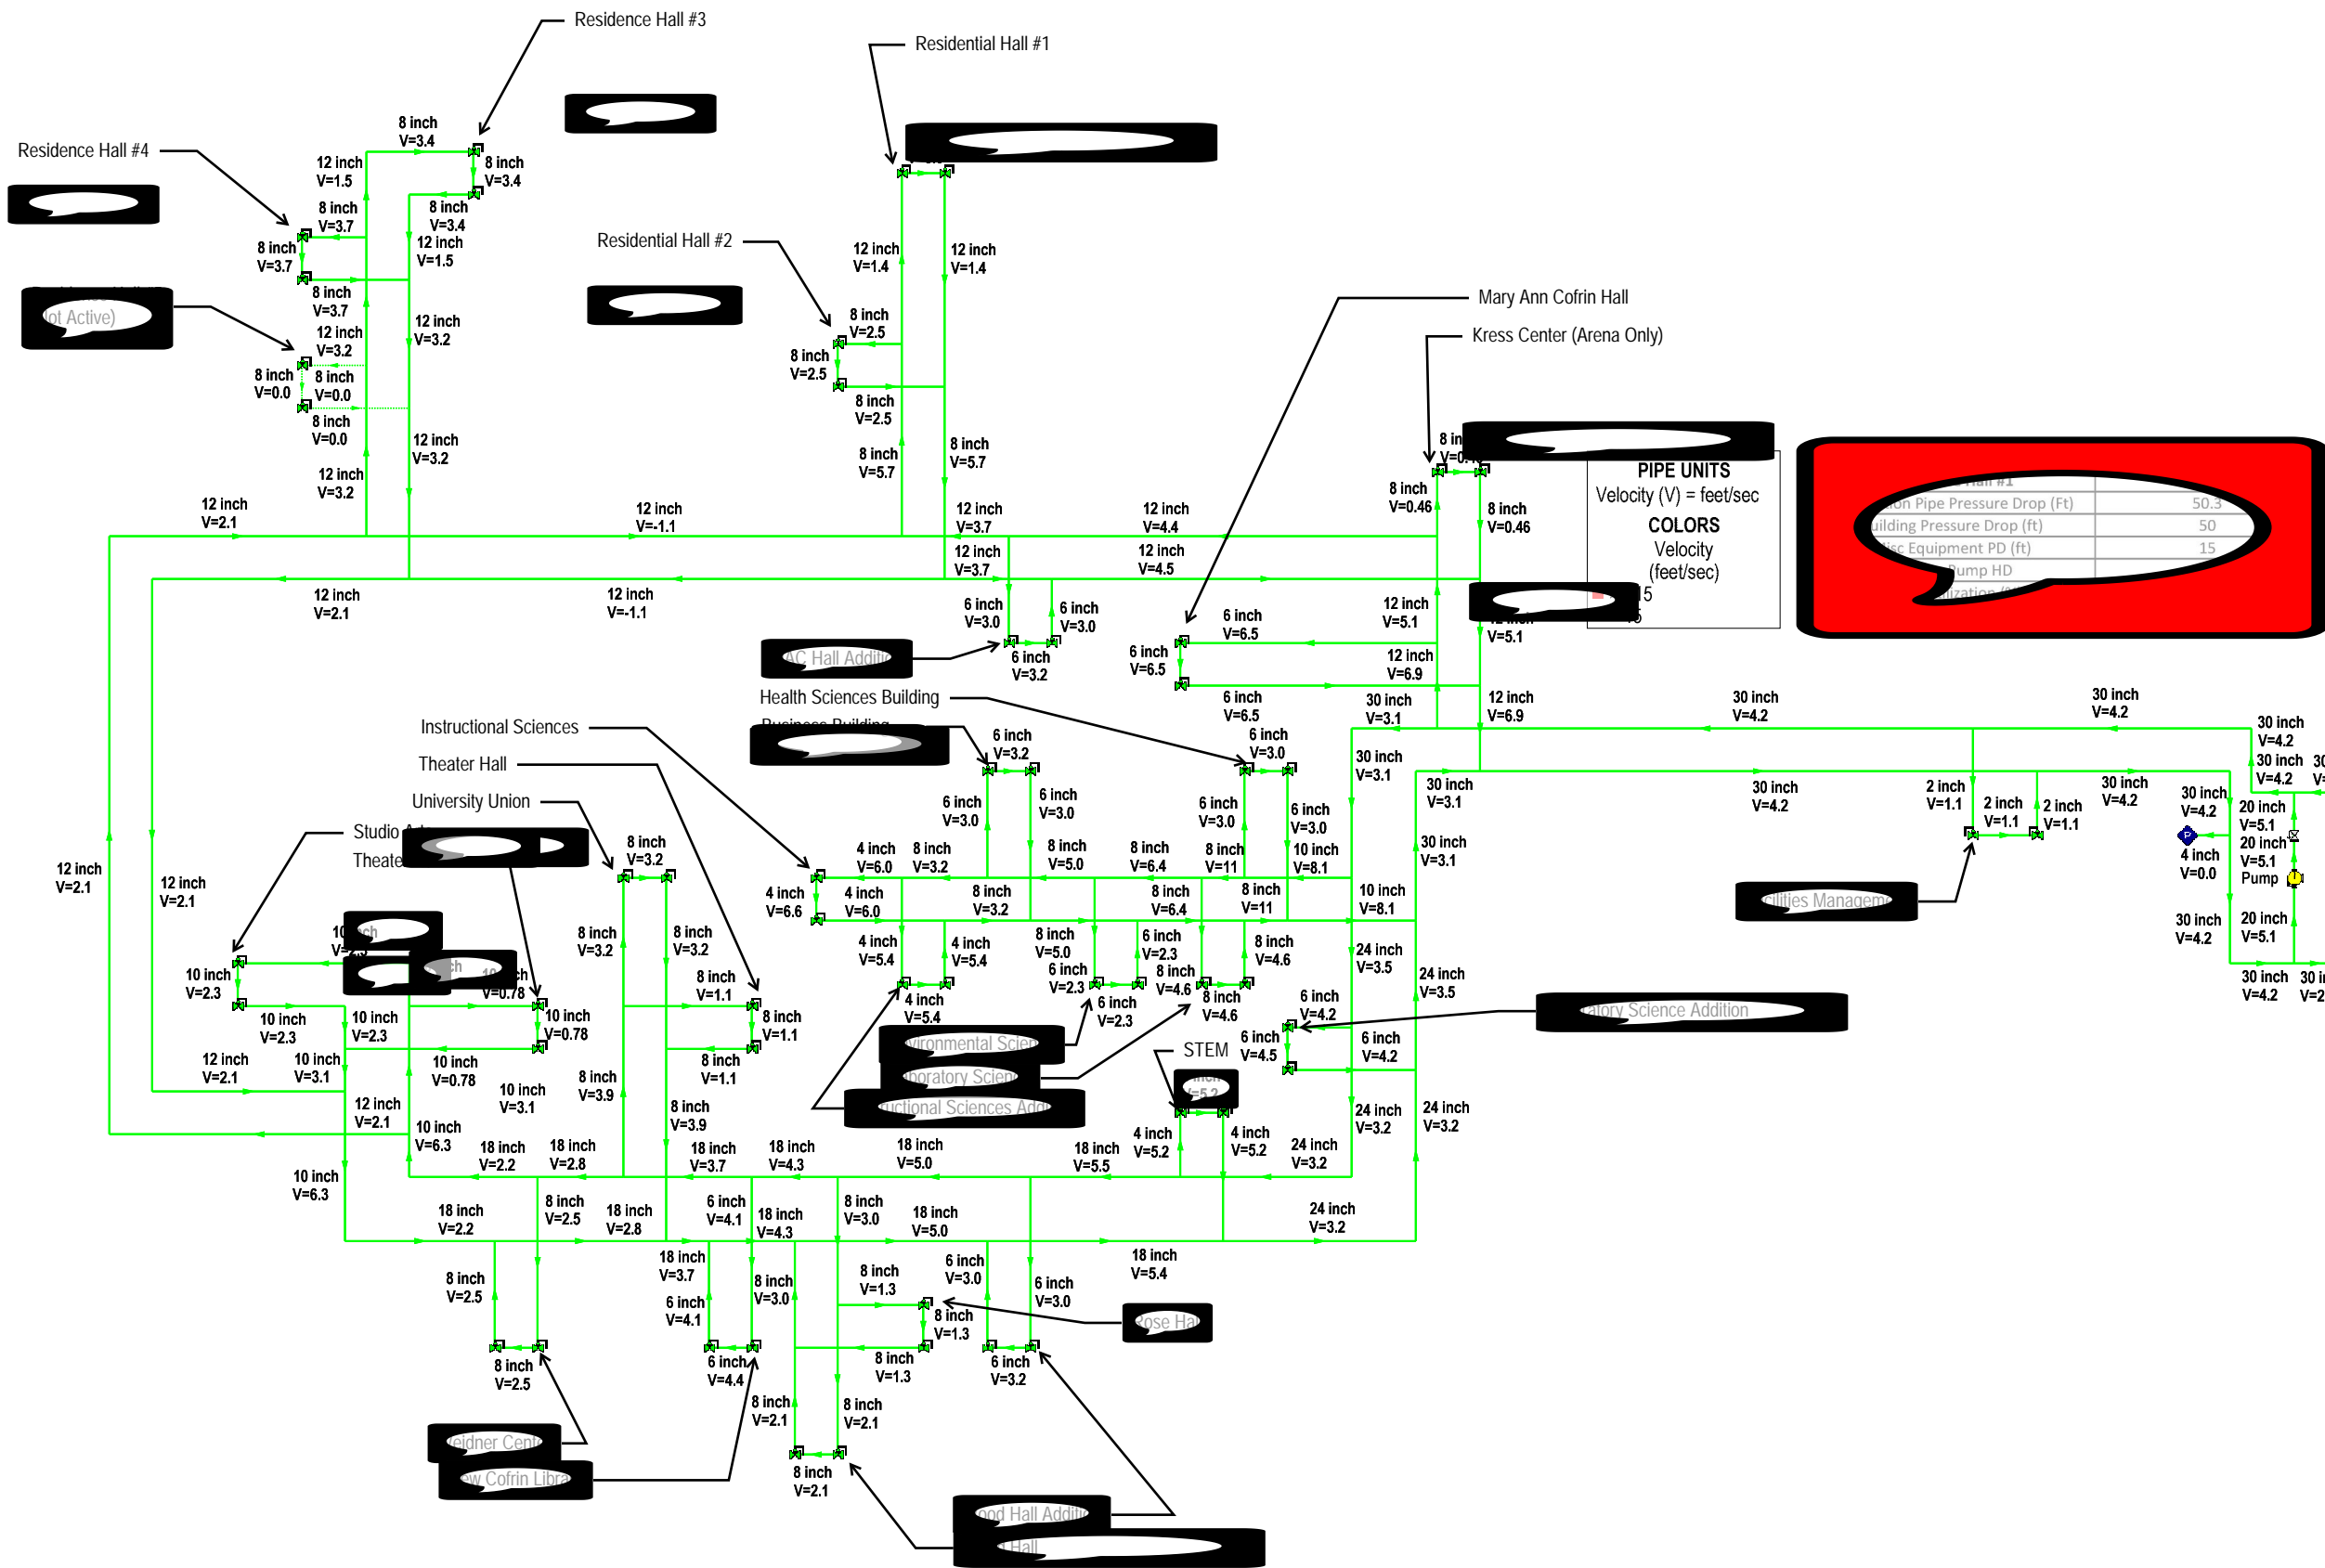 Residence Hall #3
Residential Hall #1
Residence Hall #4
8 inch
V=3.4
12 inch
V=1.5
8 inch
V=3.4
8 inch
V=3.7
8 inch
V=3.4
8 inch
V=3.7
12 inch
V=1.5
Residential Hall #2
12 inch
V=1.4
12 inch
V=1.4
8 inch
V=3.7
12 inch
V=3.2
12 inch
V=3.2
8 inch
V=2.5
8 inch
V=2.5
8 inch
V=0.0
8 inch
V=0.0
8 inch
V=0.0
8 inch
V=2.5
Mary Ann Cofrin Hall
Kress Center (Arena Only)
12 inch
V=3.2
8 inch
V=5.7
8 inch
V=5.7
12 inch
V=3.2
12 inch
V=2.1
12 inch
V=-1.1
12 inch
V=3.7
12 inch
V=4.4
8 inch
V=0.46
8 inch
V=0.46
PIPE UNITS
Velocity (V) = feet/sec
COLORS
Velocity
(feet/sec)
Pipe Pressure Drop (Ft) 50.3
Pressure Drop (ft) 50
Equipment PD (ft) 15
Pump HD
12 inch
V=2.1
12 inch
V=-1.1
12 inch
V=3.7
12 inch
V=4.5
6 inch
V=3.0
6 inch
V=3.0
6 inch
V=3.2
6 inch
V=6.5
6 inch
V=6.5
6 inch
V=6.5
12 inch
V=5.1
V=5.1
12 inch
V=6.9
12 inch
V=6.9
Health Sciences Building
Instructional Sciences
Theater Hall
University Union
30 inch
V=3.1
30 inch
V=4.2
30 inch
V=4.2
30 inch
V=4.2
30 inch
V=4.2
6 inch
V=3.2
6 inch
V=3.0
6 inch
V=3.0
6 inch
V=3.0
6 inch
V=3.0
6 inch
V=3.0
30 inch
V=3.1
30 inch
V=3.1
30 inch
V=4.2
2 inch
V=1.1
2 inch
V=1.1
2 inch
V=1.1
30 inch
V=4.2
30 inch
V=4.2
20 inch
V=5.1
20 inch
V=5.1
Pump
4 inch
V=0.0
20 inch
V=5.1
30 inch
V=4.2
30 inch
V=4.2
Studio
Theater
12 inch
V=2.1
12 inch
V=2.1
8 inch
V=3.2
4 inch
V=6.0
8 inch
V=3.2
8 inch
V=5.0
8 inch
V=6.4
8 inch
V=11
10 inch
V=8.1
30 inch
V=3.1
4 inch
V=6.6
4 inch
V=6.0
8 inch
V=3.2
8 inch
V=6.4
8 inch
V=11
10 inch
V=8.1
8 inch
V=3.2
8 inch
V=3.2
4 inch
V=5.4
4 inch
V=5.4
4 inch
V=5.4
8 inch
V=5.0
6 inch
V=2.3
6 inch
V=2.3
6 inch
V=2.3
8 inch
V=4.6
8 inch
V=4.6
8 inch
V=4.6
24 inch
V=3.5
24 inch
V=3.5
10 inch
V=2.3
10 inch
V=2.3
10 inch
V=2.3
V=0.78
10 inch
V=0.78
10 inch
V=0.78
8 inch
V=1.1
8 inch
V=1.1
8 inch
V=1.1
6 inch
V=4.2
6 inch
V=4.5
6 inch
V=4.2
Science Addition
STEM
12 inch
V=2.1
10 inch
V=3.1
10 inch
V=3.1
12 inch
V=2.1
10 inch
V=6.3
10 inch
V=6.3
8 inch
V=3.9
8 inch
V=3.9
4 inch
V=5.2
4 inch
V=5.2
24 inch
V=3.2
24 inch
V=3.2
24 inch
V=3.2
18 inch
V=2.2
18 inch
V=2.8
18 inch
V=3.7
18 inch
V=4.3
18 inch
V=5.0
18 inch
V=5.5
18 inch
V=2.2
8 inch
V=2.5
18 inch
V=2.8
6 inch
V=4.1
18 inch
V=4.3
8 inch
V=3.0
18 inch
V=5.0
24 inch
V=3.2
18 inch
V=5.4
8 inch
V=2.5
18 inch
V=3.7
6 inch
V=4.1
8 inch
V=3.0
8 inch
V=1.3
8 inch
V=1.3
8 inch
V=1.3
6 inch
V=3.0
6 inch
V=3.0
6 inch
V=3.2
8 inch
V=2.5
6 inch
V=4.4
8 inch
V=2.1
8 inch
V=2.1
8 inch
V=2.1
Cofrin
Hall
Hall